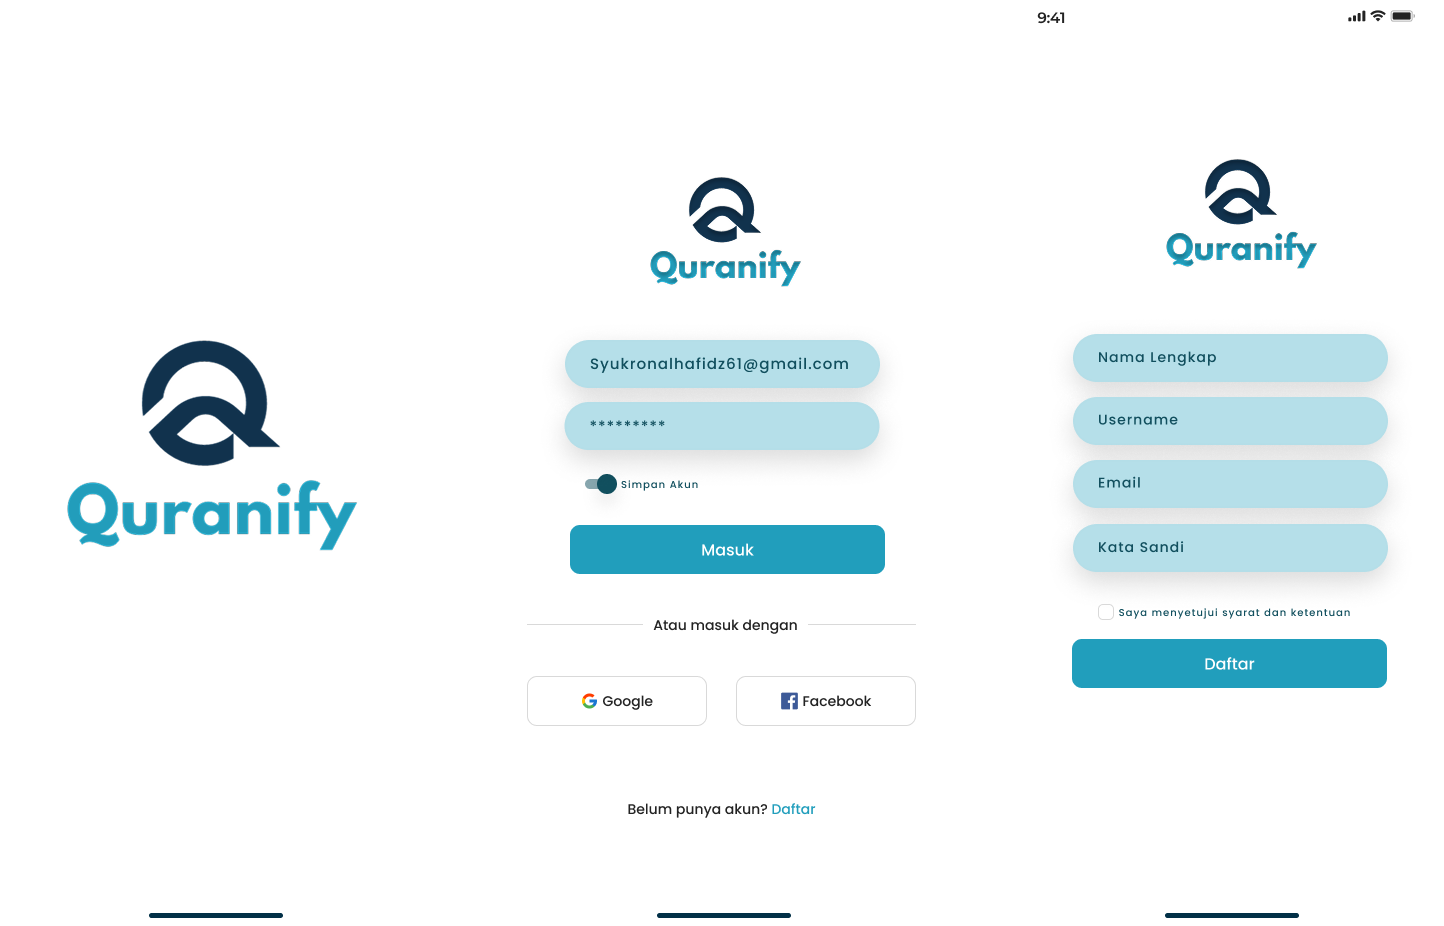 Quranify
Quranify
Syukronalhafidz61@gmail.com
*********
Simpan Akun
Masuk
Atau masuk dengan
Google
Facebook
Belum punya akun? Daftar
9:41
Quranify
Nama Lengkap
Username
Email
Kata Sandi
Saya menyetujui syarat dan ketentuan
Daftar